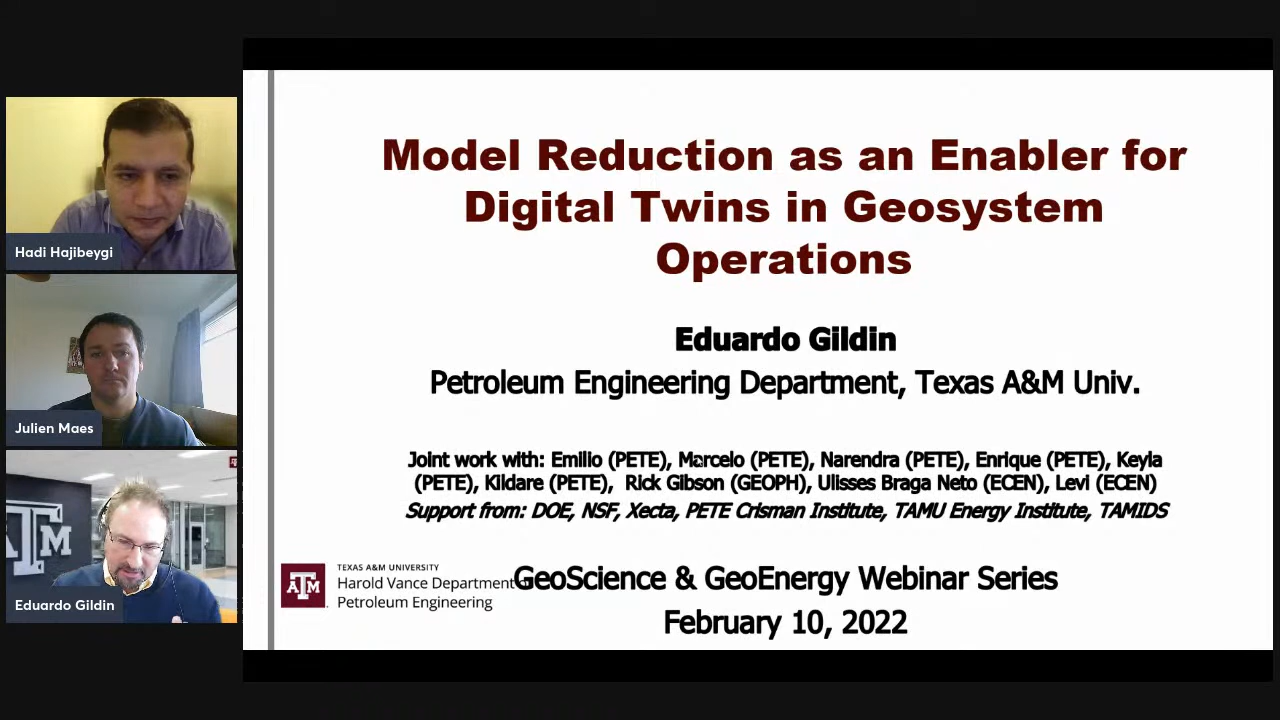 Hadi Hajibeygi
Julien Maes
ATM
Eduardo Gildin
Model Reduction as an Enabler for
Digital Twins in Geosystem
Operations
Eduardo Gildin
Petroleum Engineering Department, Texas A&M Univ.
Joint work with: Emilio (PETE), Marcelo (PETE), Narendra (PETE), Enrique (PETE), Keyla
(PETE), Kildare (PETE), Rick Gibson (GEOPH), Ulisses Braga Neto (ECEN), Levi (ECEN)
Support from: DOE, NSF, Xecta, PETE Crisman Institute, TAMU Energy Institute, TAMIDS
ATM
TEXAS A&M UNIVERSITY
Harold Vance Department
Petroleum Engineering
GeoScience & GeoEnergy Webinar Series
February 10, 2022